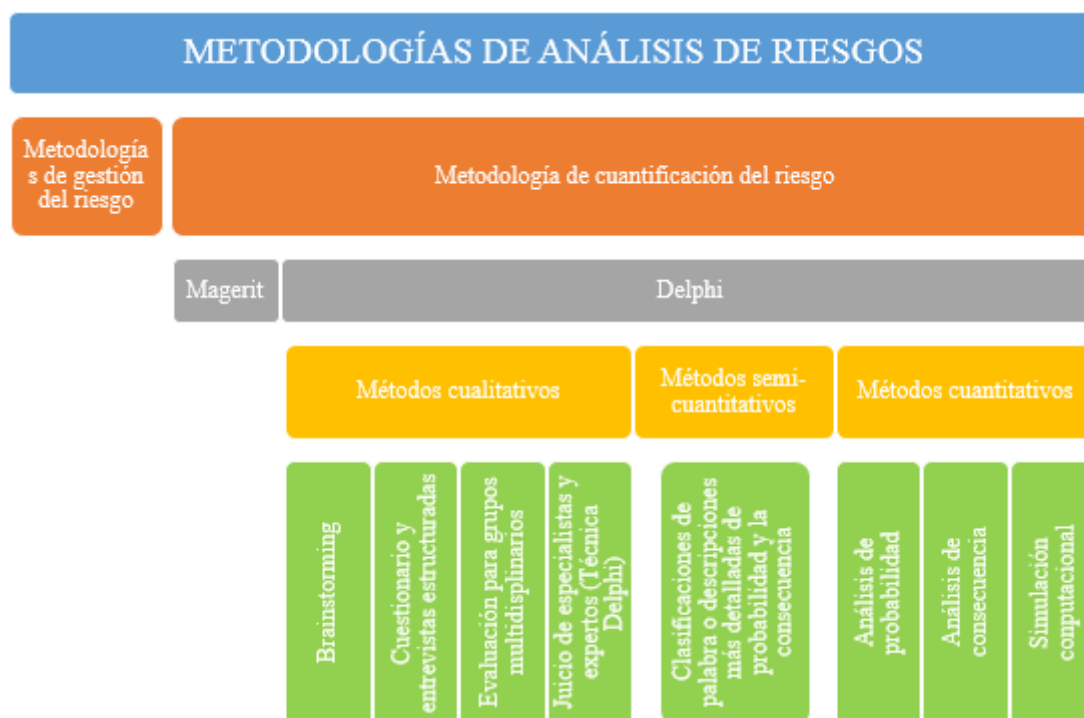 METODOLOGÍAS DE ANÁLISIS DE RIESGOS
Metodología
s de gestión
del riesgo
Metodología de cuantificación del riesgo
Magerit
Delphi
Métodos cualitativos
Métodos semi-
cuantitativos
Métodos cuantitativos
Brainstorming
Cuestionario y
entrevistas estructuradas
Evaluación para grupos
multidisplinarios
Juicio de especialistas y
expertos (Técnica
Delphi)
Clasificaciones de
palabra o descripciones
más detalladas de
probabilidad y la
consecuencia
Análisis de
probabilidad
Análisis de
consecuencia
Simulación
conputacional